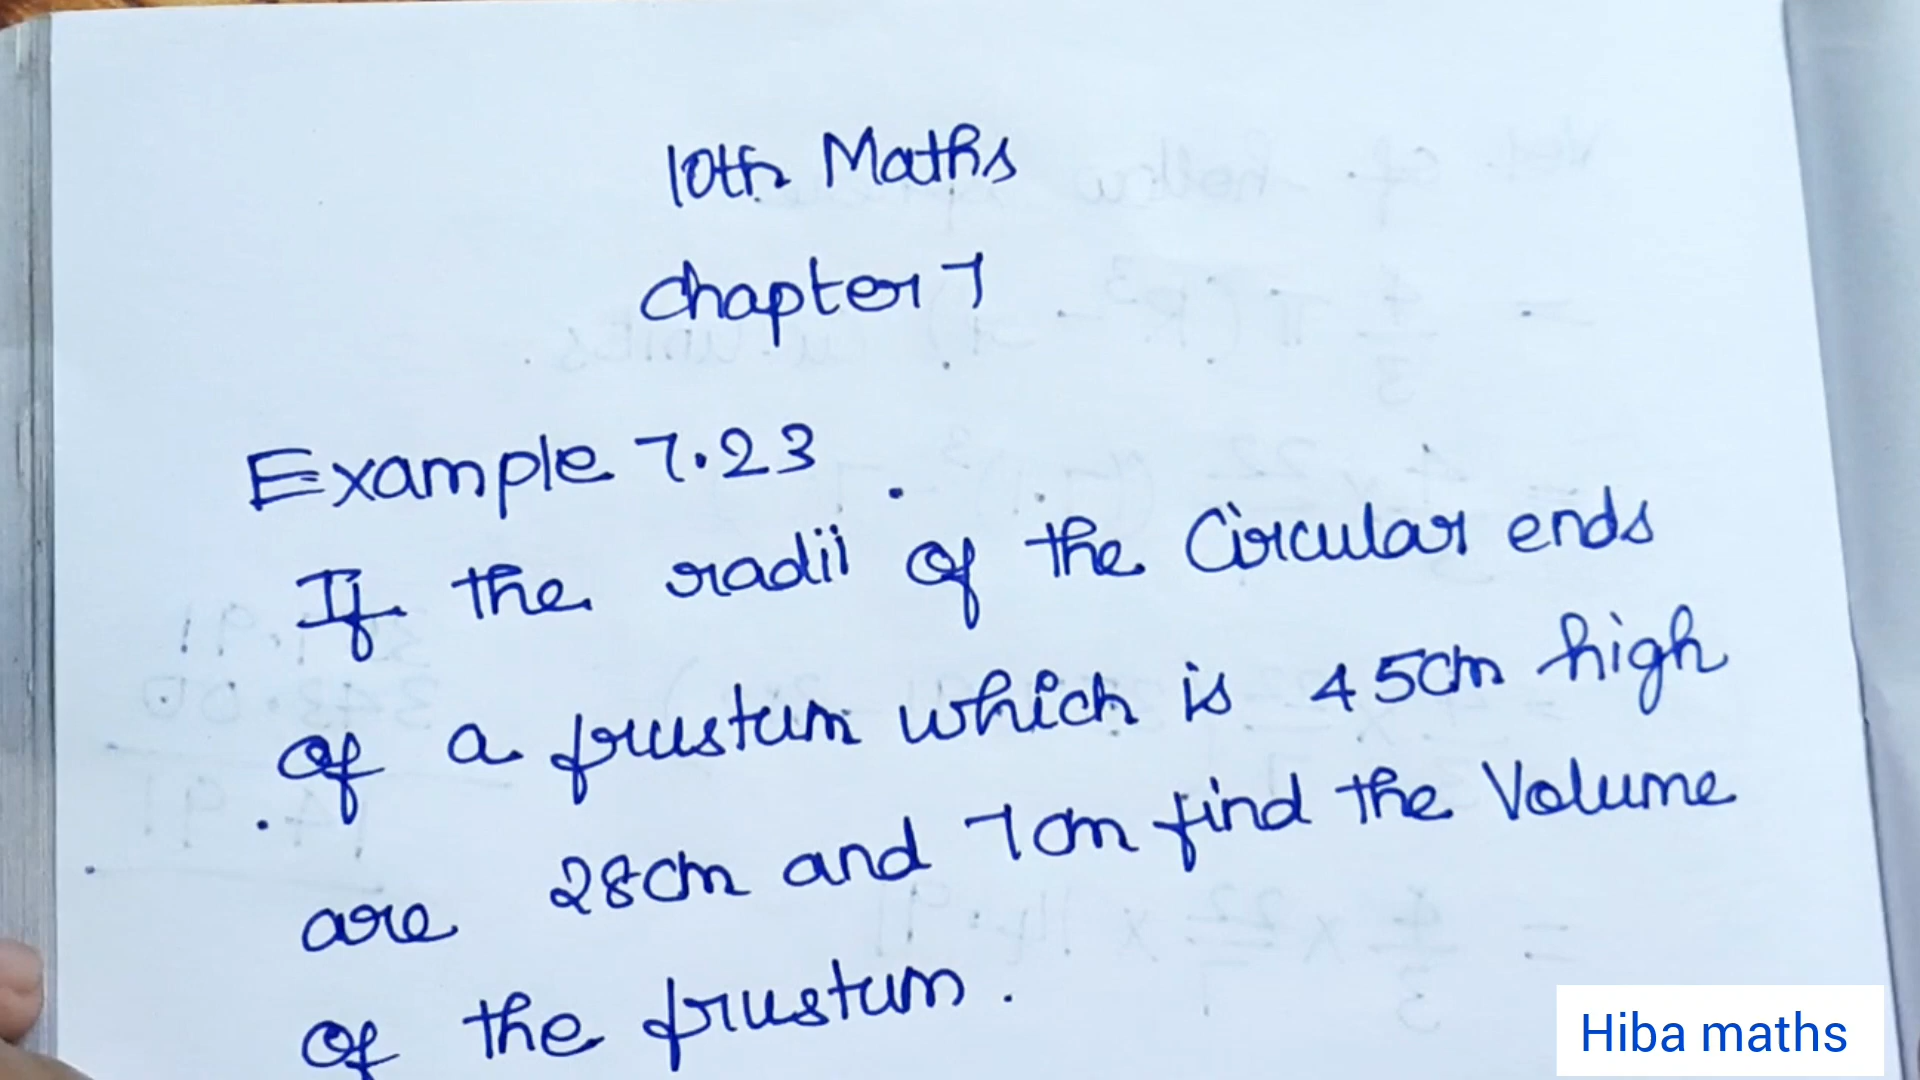 10th Maths
Chapter 7
Example 7.23
If the radii of the Circular ends
of a frustum which is 45cm high
are 28cm and 7cm find the Volume
of the frustum.
Hiba maths